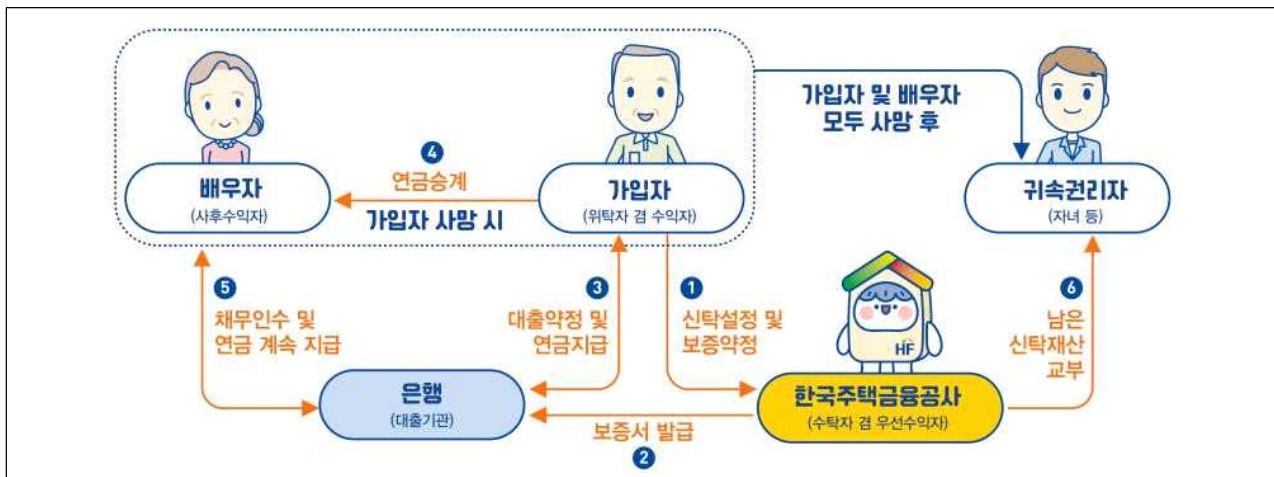 가입자 및 배우자
모두 사망 후
배우자
(사후수익자)
4
연금승계
가입자 사망 시
가입자
(위탁자 겸 수익자)
귀속권리자
(자녀 등)
5
채무인수 및
연금 계속 지급
3
대출약정 및
연금지급
1
신탁설정 및
보증약정
HF
6
남은
신탁재산
교부
은행
(대출기관)
보증서 발급
2
한국주택금융공사
(수탁자 겸 우선수익자)